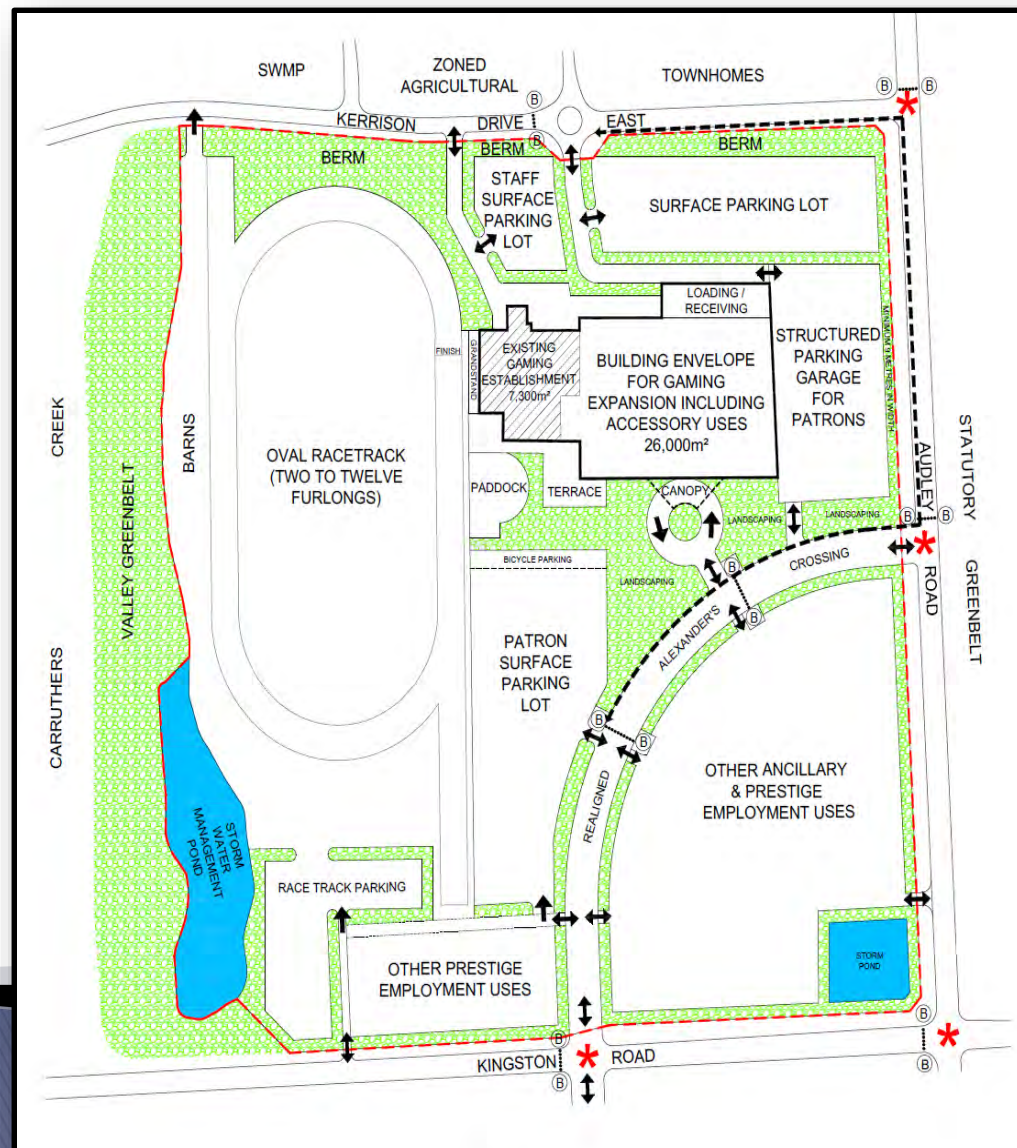 SWMP
ZONED
AGRICULTURAL
TOWNHOMES
B
B
B
KERRISON
DRIVE
EAST
B
BERM
BERM
BERM
STAFF
SURFACE
PARKING
LOT
SURFACE PARKING LOT
LOADING /
RECEIVING
FINISH
GRANDSTAND
EXISTING
GAMING
ESTABLISHMENT
7,300m²
BUILDING ENVELOPE
FOR GAMING
EXPANSION INCLUDING
ACCESSORY USES
26,000m²
STRUCTURED
PARKING
GARAGE
FOR
PATRONS
MINIMUM 9 METRES IN WIDTH
CREEK
CARRUTHERS
VALLEY GREENBELT
BARNS
OVAL RACETRACK
(TWO TO TWELVE
FURLONGS)
PADDOCK
TERRACE
CANOPY
LANDSCAPING
LANDSCAPING
LANDSCAPING
AUDLEY
ROAD
STATUTORY
GREENBELT
B
B
BICYCLE PARKING
CROSSING
ALEXANDER'S
REALIGNED
B
B
B
B
PATRON
SURFACE
PARKING
LOT
OTHER ANCILLARY
& PRESTIGE
EMPLOYMENT USES
STORM
WATER
MANAGEMENT
POND
RACE TRACK PARKING
OTHER PRESTIGE
EMPLOYMENT USES
STORM
POND
B
B
KINGSTON
ROAD
B
B